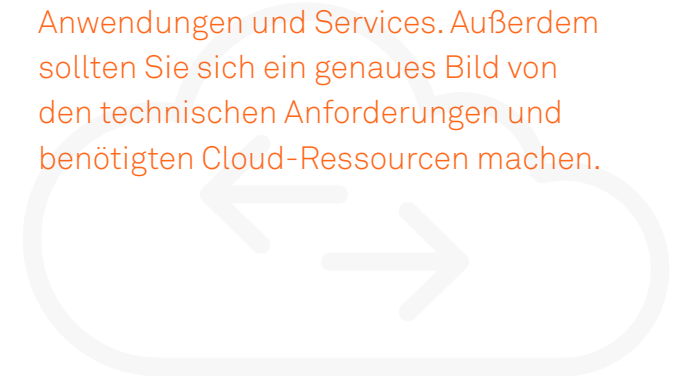 Anwendungen und Services. Außerdem
sollten Sie sich ein genaues Bild von
den technischen Anforderungen und
benötigten Cloud-Ressourcen machen.